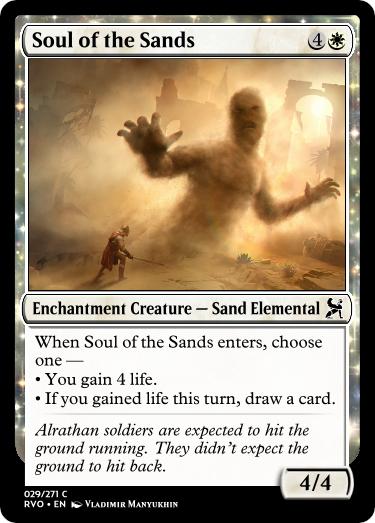 Soul of the Sands 4
Enchantment Creature — Sand Elemental
When Soul of the Sands enters, choose
one —
• You gain 4 life.
• If you gained life this turn, draw a card.
Alrathan soldiers are expected to hit the
ground running. They didn't expect the
ground to hit back.
4/4
029/271 C
RVO • EN Vladimir Manyukhin